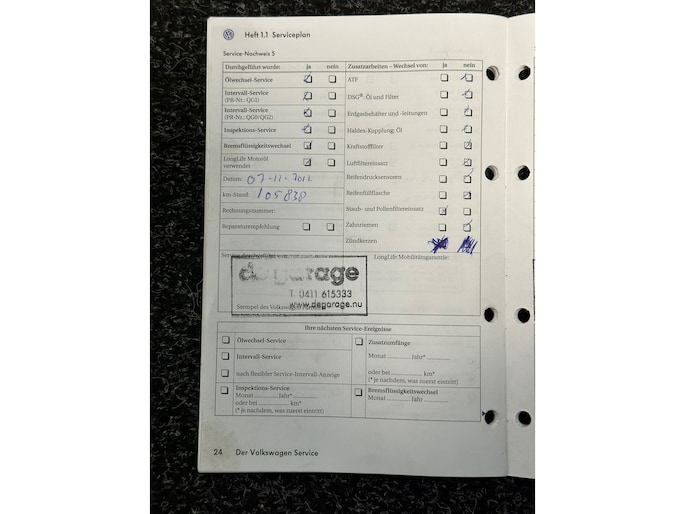 Heft 1.1 Serviceplan
Service-Nachweis 5
Durchgeführt wurde: ja nein
Ölwechsel-Service
Intervall-Service
(PR-Nr.: QG1)
Intervall-Service
(PR-Nr.: QG0/QG2)
Inspektions-Service
Bremsflüssigkeitswechsel
LongLife Motoröl
verwendet
Datum: 07-11-2012
km-Stand: 105838
Rechnungsnummer:
Reparaturempfehlung
Zusatzarbeiten – Wechsel von: ja nein
ATF
DSG®: Öl und Filter
Erdgasbehälter und -leitungen
Haldex-Kupplung: Öl
Kraftstofffilter
Luftfiltereinsatz
Reifendrucksensoren
Reifenfüllflasche
Staub- und Pollenfiltereinsatz
Zahnriemen
Zündkerzen
LongLife Mobilitätsgarantie:
degarage
T. 0411 615333
www.degarage.nu
Stempel des Volkswagen
Ihre nächsten Service-Ereignisse
Ölwechsel-Service
Intervall-Service
nach flexibler Service-Intervall-Anzeige
Inspektions-Service
Monat Jahr*
oder bei km*
(* je nachdem, was zuerst eintritt)
Zusatzumfänge
Monat Jahr*
oder bei km*
(* je nachdem, was zuerst eintritt)
Bremsflüssigkeitswechsel
Monat Jahr
24 Der Volkswagen Service